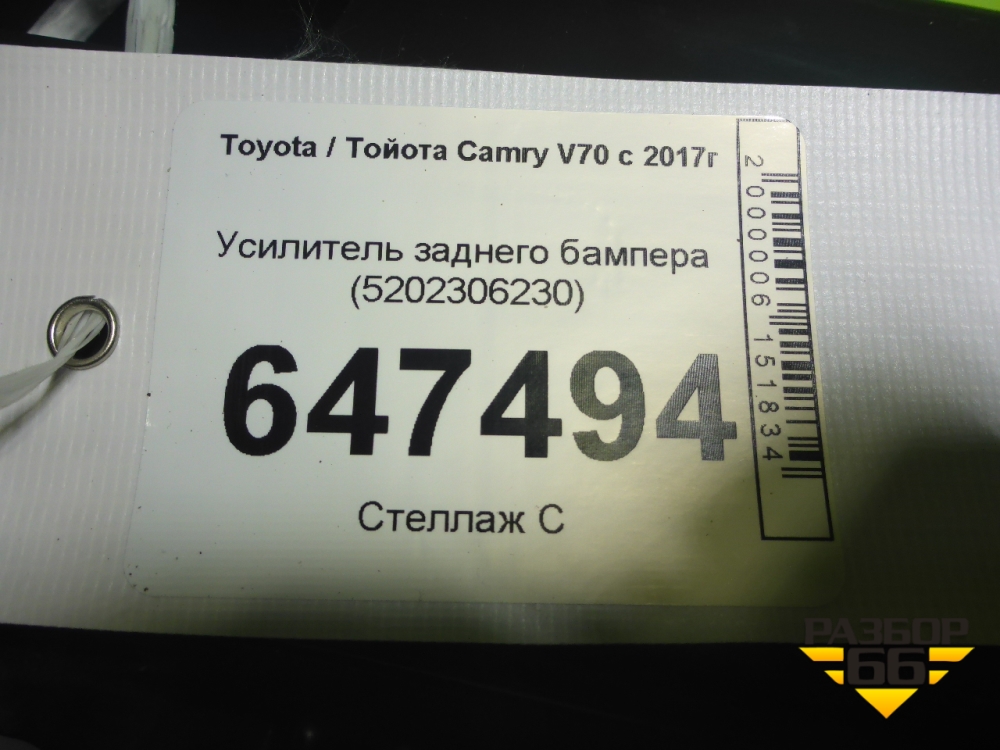 Toyota / Тойота Camry V70 с 2017г
Усилитель заднего бампера
(5202306230)
647494
Стеллаж С
2000006151834
РАЗБОР
66